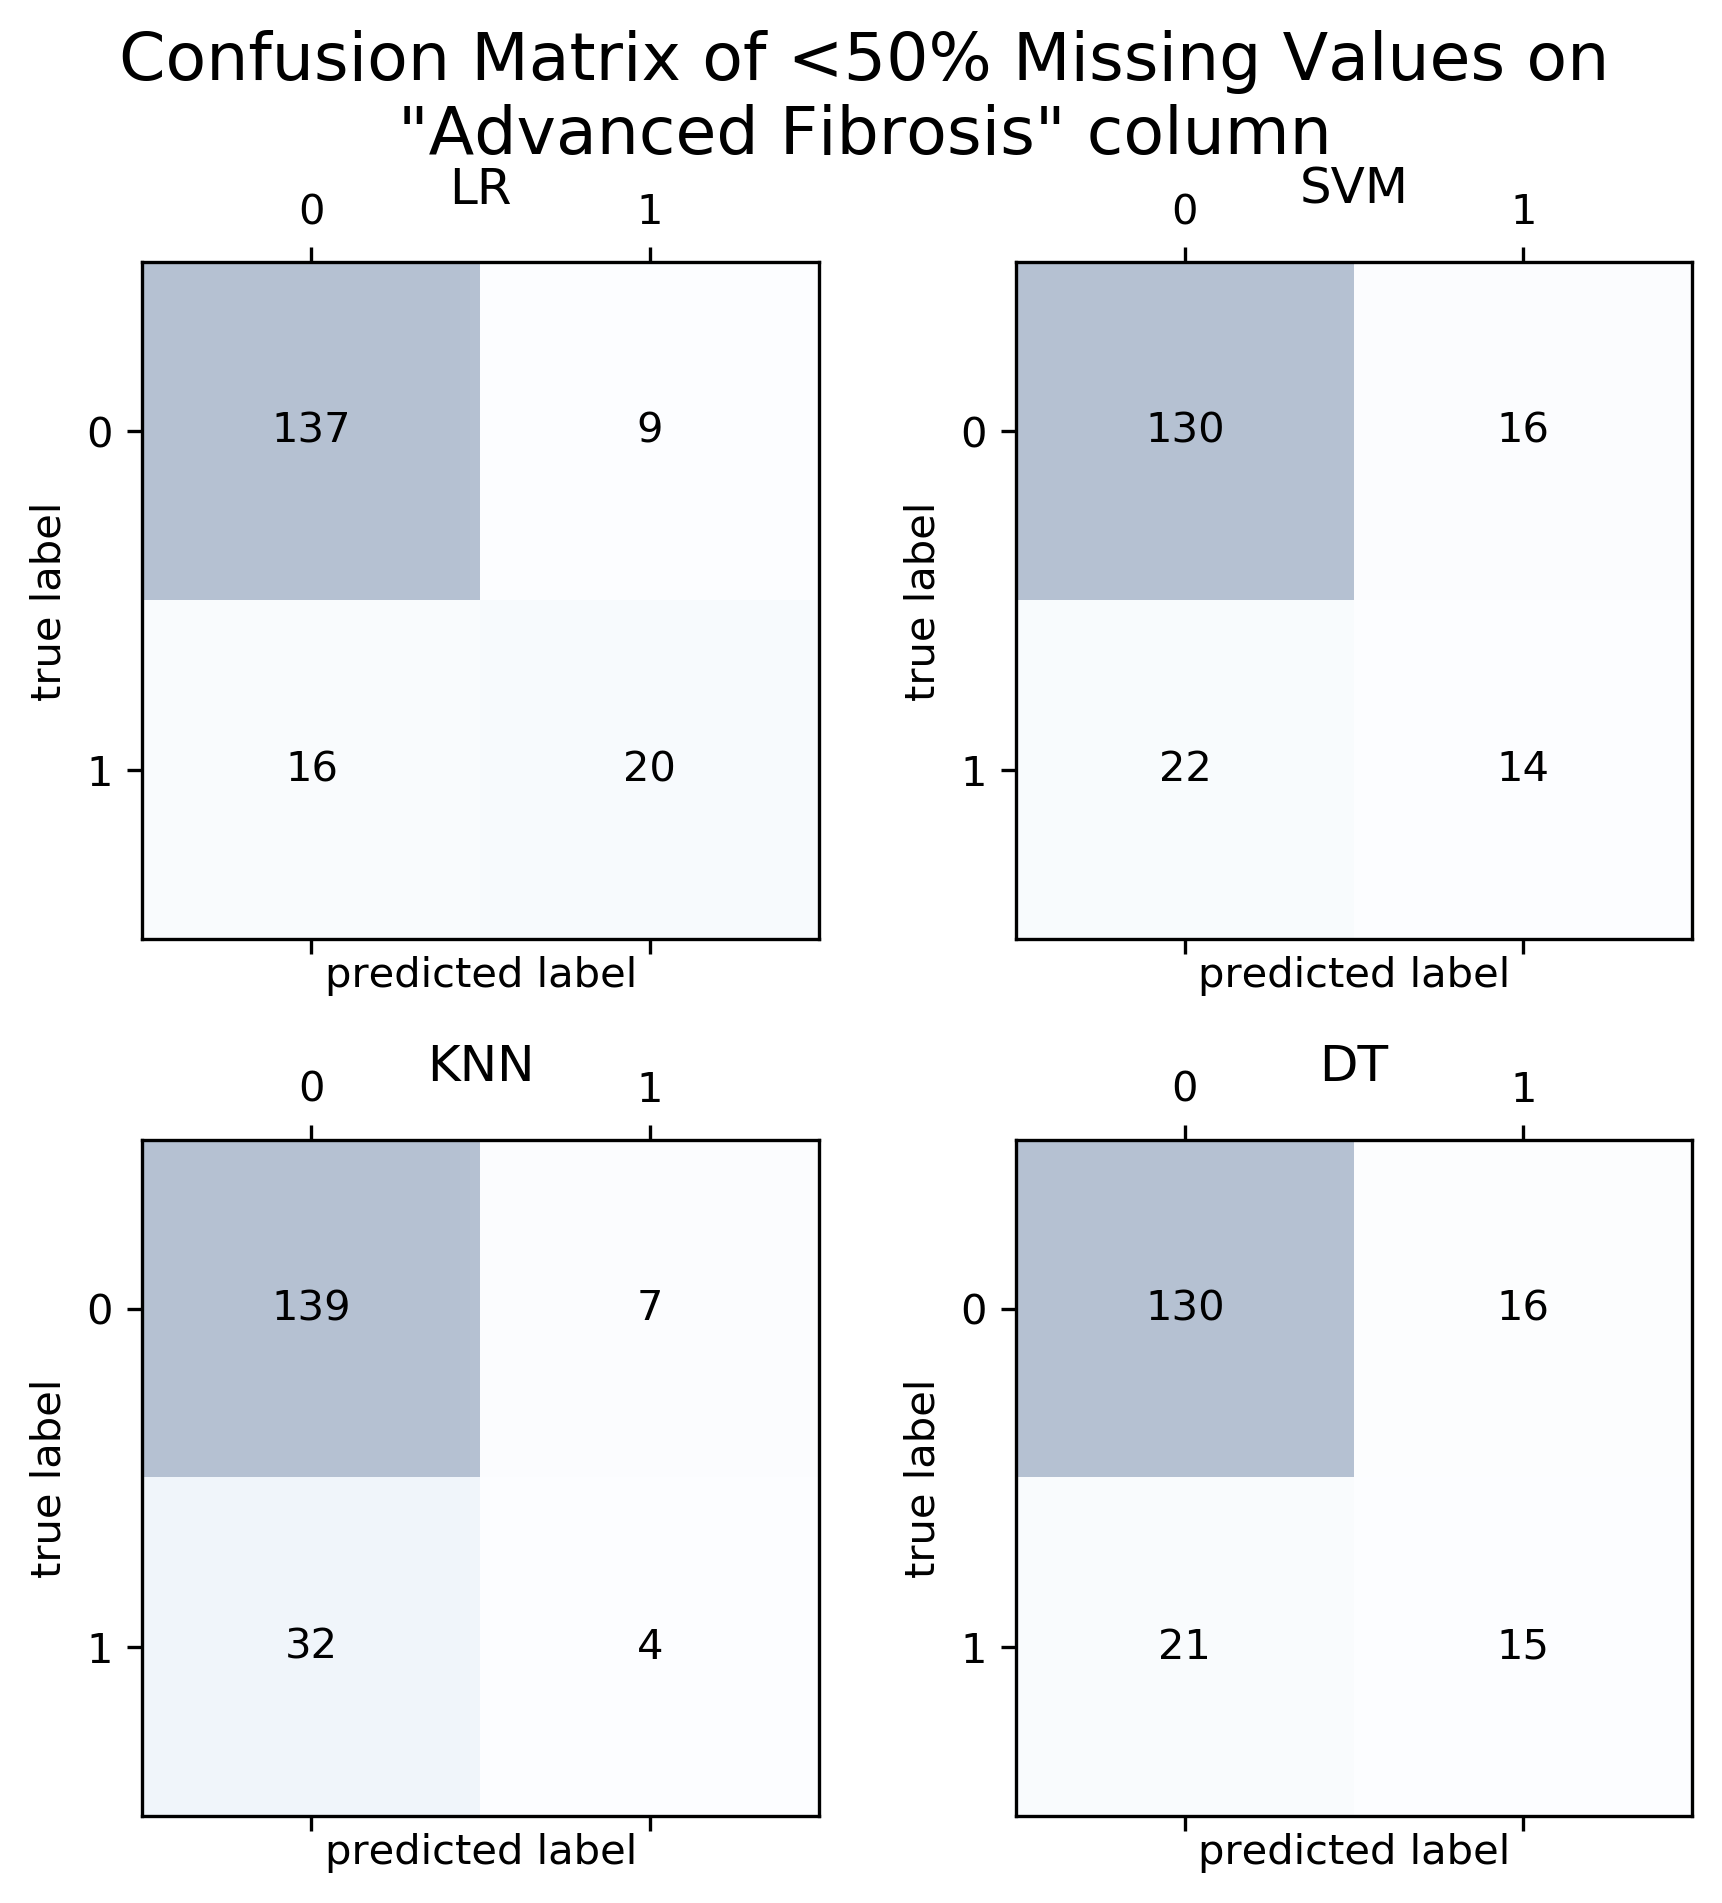 Confusion Matrix of <50% Missing Values on
"Advanced Fibrosis" column
LR
0 1
0 137 9
1 16 20
true label
predicted label
SVM
0 1
0 130 16
1 22 14
true label
predicted label
KNN
0 1
0 139 7
1 32 4
true label
predicted label
DT
0 1
0 130 16
1 21 15
true label
predicted label